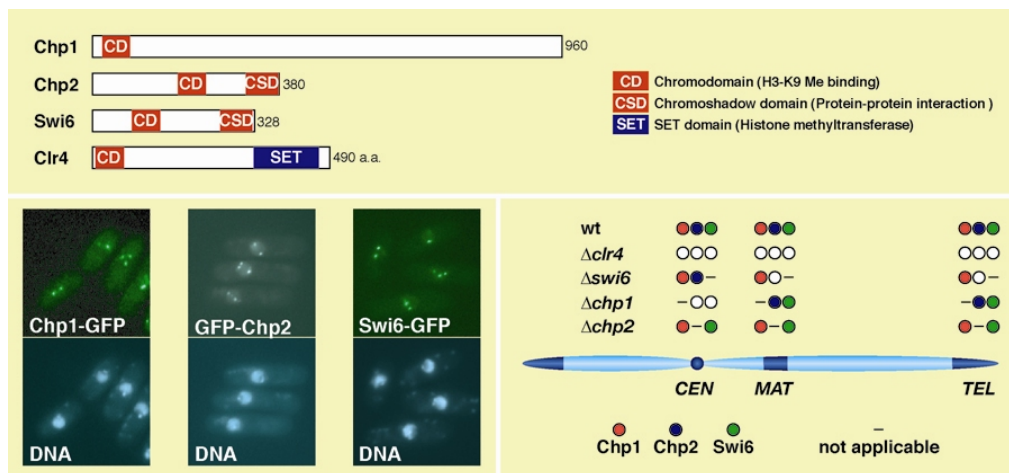 Chp1 CD 960
Chp2 CD CSD 380
Swi6 CD CSD 328
Clr4 CD SET 490 a.a.
CD Chromodomain (H3-K9 Me binding)
CSD Chromoshadow domain (Protein-protein interaction )
SET SET domain (Histone methyltransferase)
Chp1-GFP GFP-Chp2 Swi6-GFP
DNA DNA DNA
wt
Δclr4
Δswi6 – –  –
Δchp1 – – –
Δchp2 – – –
CEN MAT TEL
– 
Chp1 Chp2 Swi6 not applicable